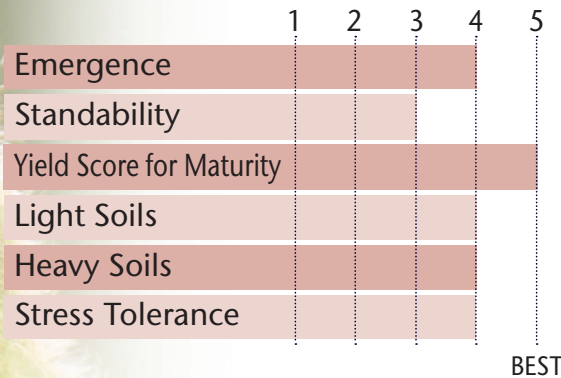 1 2 3 4 5
Emergence
Standability
Yield Score for Maturity
Light Soils
Heavy Soils
Stress Tolerance
BEST